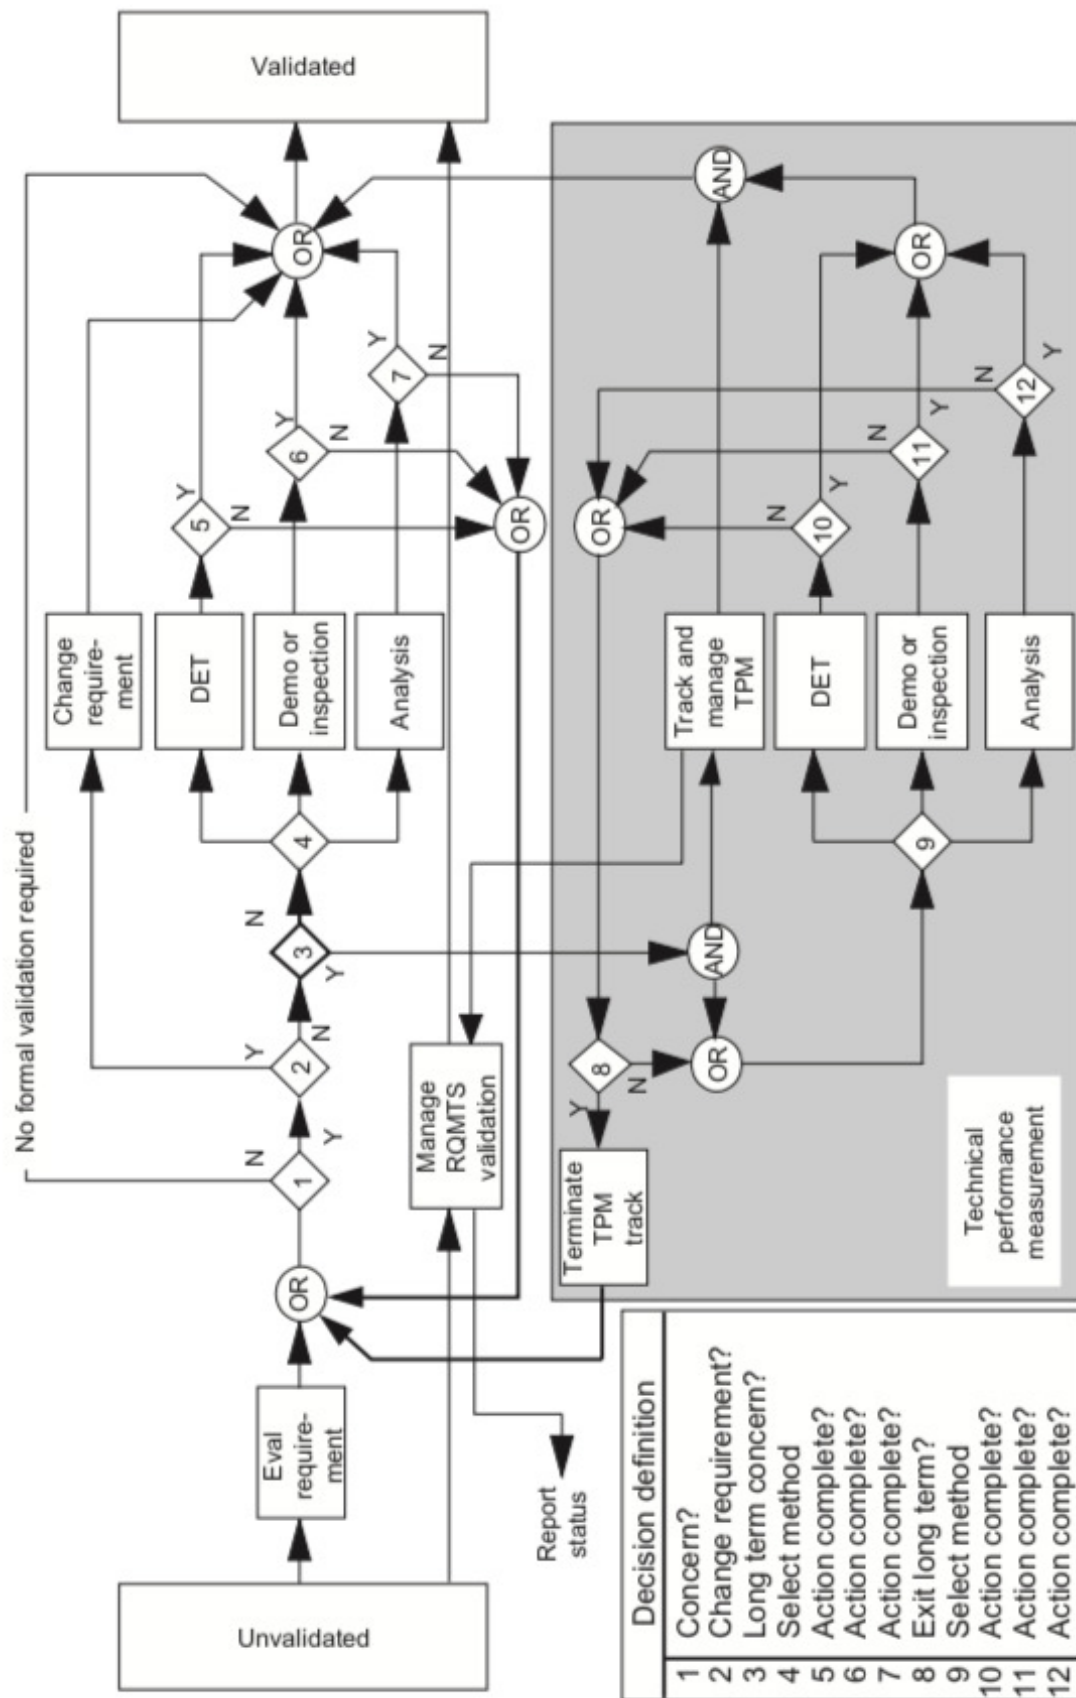 No formal validation required
Unvalidated
Eval
require-
ment
OR
1
N
Y
2
Y
N
3
N
Y
4
Change
require-
ment
DET
Demo or
inspection
Analysis
5
Y
N
6
Y
N
7
Y
N
OR
OR
Validated
Manage
RQMTS
validation
Report
status
Terminate
TPM
track
8
Y
N
OR
AND
OR
Track and
manage
TPM
AND
9
DET
Demo or
inspection
Analysis
10
N
Y
11
N
Y
12
N
Y
OR
Technical
performance
measurement
Decision definition
1 Concern?
2 Change requirement?
3 Long term concern?
4 Select method
5 Action complete?
6 Action complete?
7 Action complete?
8 Exit long term?
9 Select method
10 Action complete?
11 Action complete?
12 Action complete?